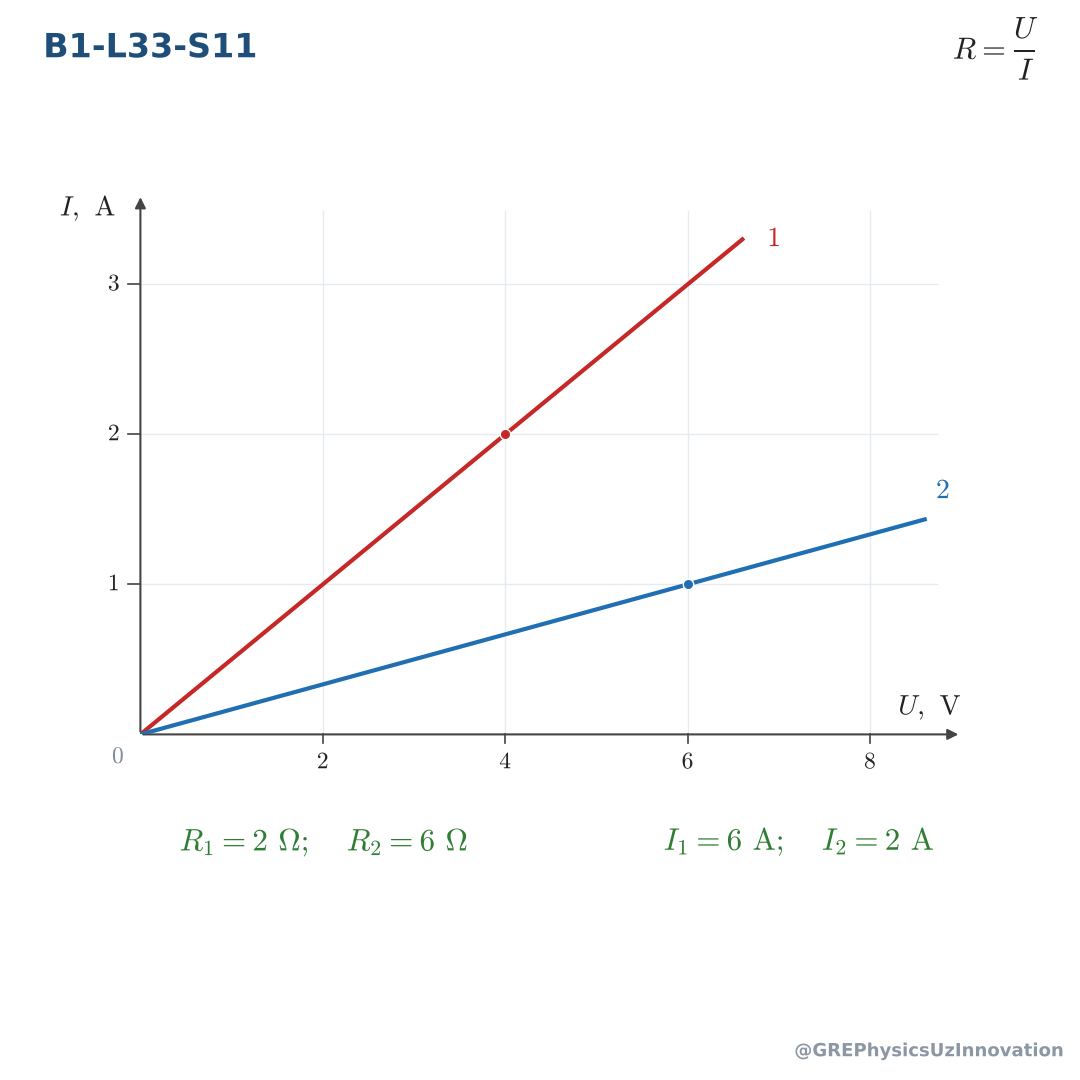 B1-L33-S11
R = U/I
I, A
1
3
2
2
1
U, V
0
2 4 6 8
R₁ = 2 Ω; R₂ = 6 Ω I₁ = 6 A; I₂ = 2 A
@GREPhysicsUzInnovation